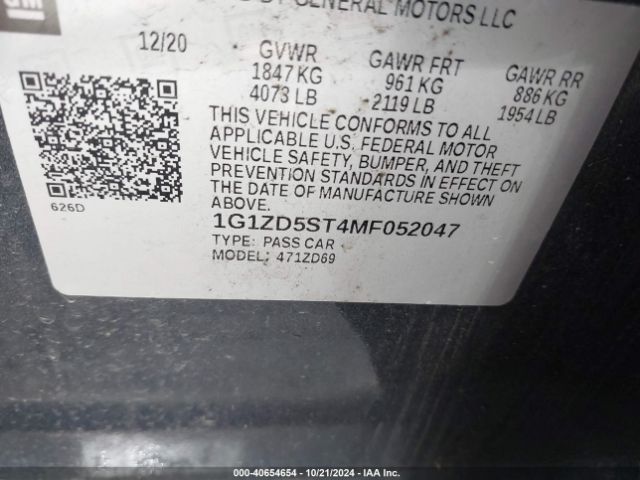 GM
BY GENERAL MOTORS LLC
12/20 GVWR GAWR FRT GAWR RR
1847 KG 961 KG 886 KG
4073 LB 2119 LB 1954 LB
THIS VEHICLE CONFORMS TO ALL
APPLICABLE U.S. FEDERAL MOTOR
VEHICLE SAFETY, BUMPER, AND THEFT
PREVENTION STANDARDS IN EFFECT ON
THE DATE OF MANUFACTURE SHOWN
ABOVE.
626D
1G1ZD5ST4MF052047
TYPE: PASS CAR
MODEL: 471ZD69
000-40654654 - 10/21/2024 - IAA Inc.